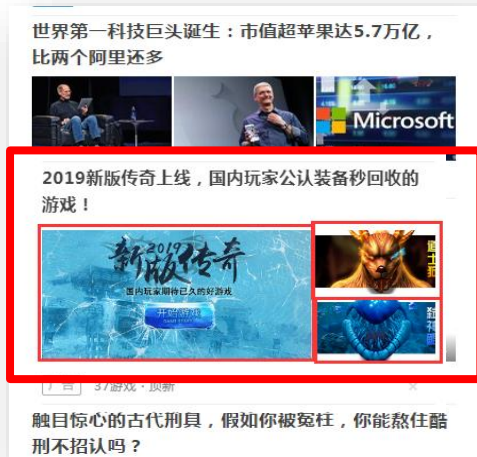 世界第一科技巨头诞生：市值超苹果达5.7万亿，
比两个阿里还多
Microsoft
2019新版传奇上线，国内玩家公认装备秒回收的
游戏！
2019
新版传奇
国内玩家期待已久的好游戏
开始游戏
广告 37游戏·顶新
触目惊心的古代刑具，假如你被冤枉，你能熬住酷
刑不招认吗？